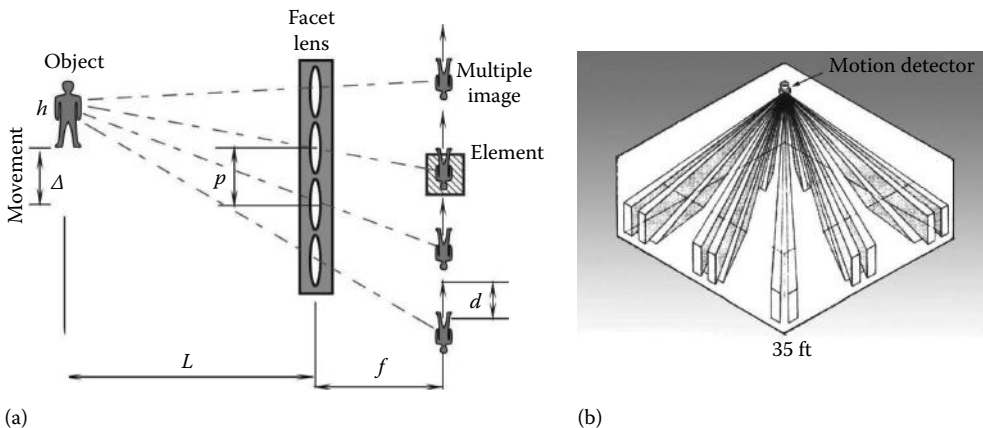 Object
h
Movement
Δ
L
Facet
lens
p
f
Multiple
image
Element
d
(a)
Motion detector
35 ft
(b)